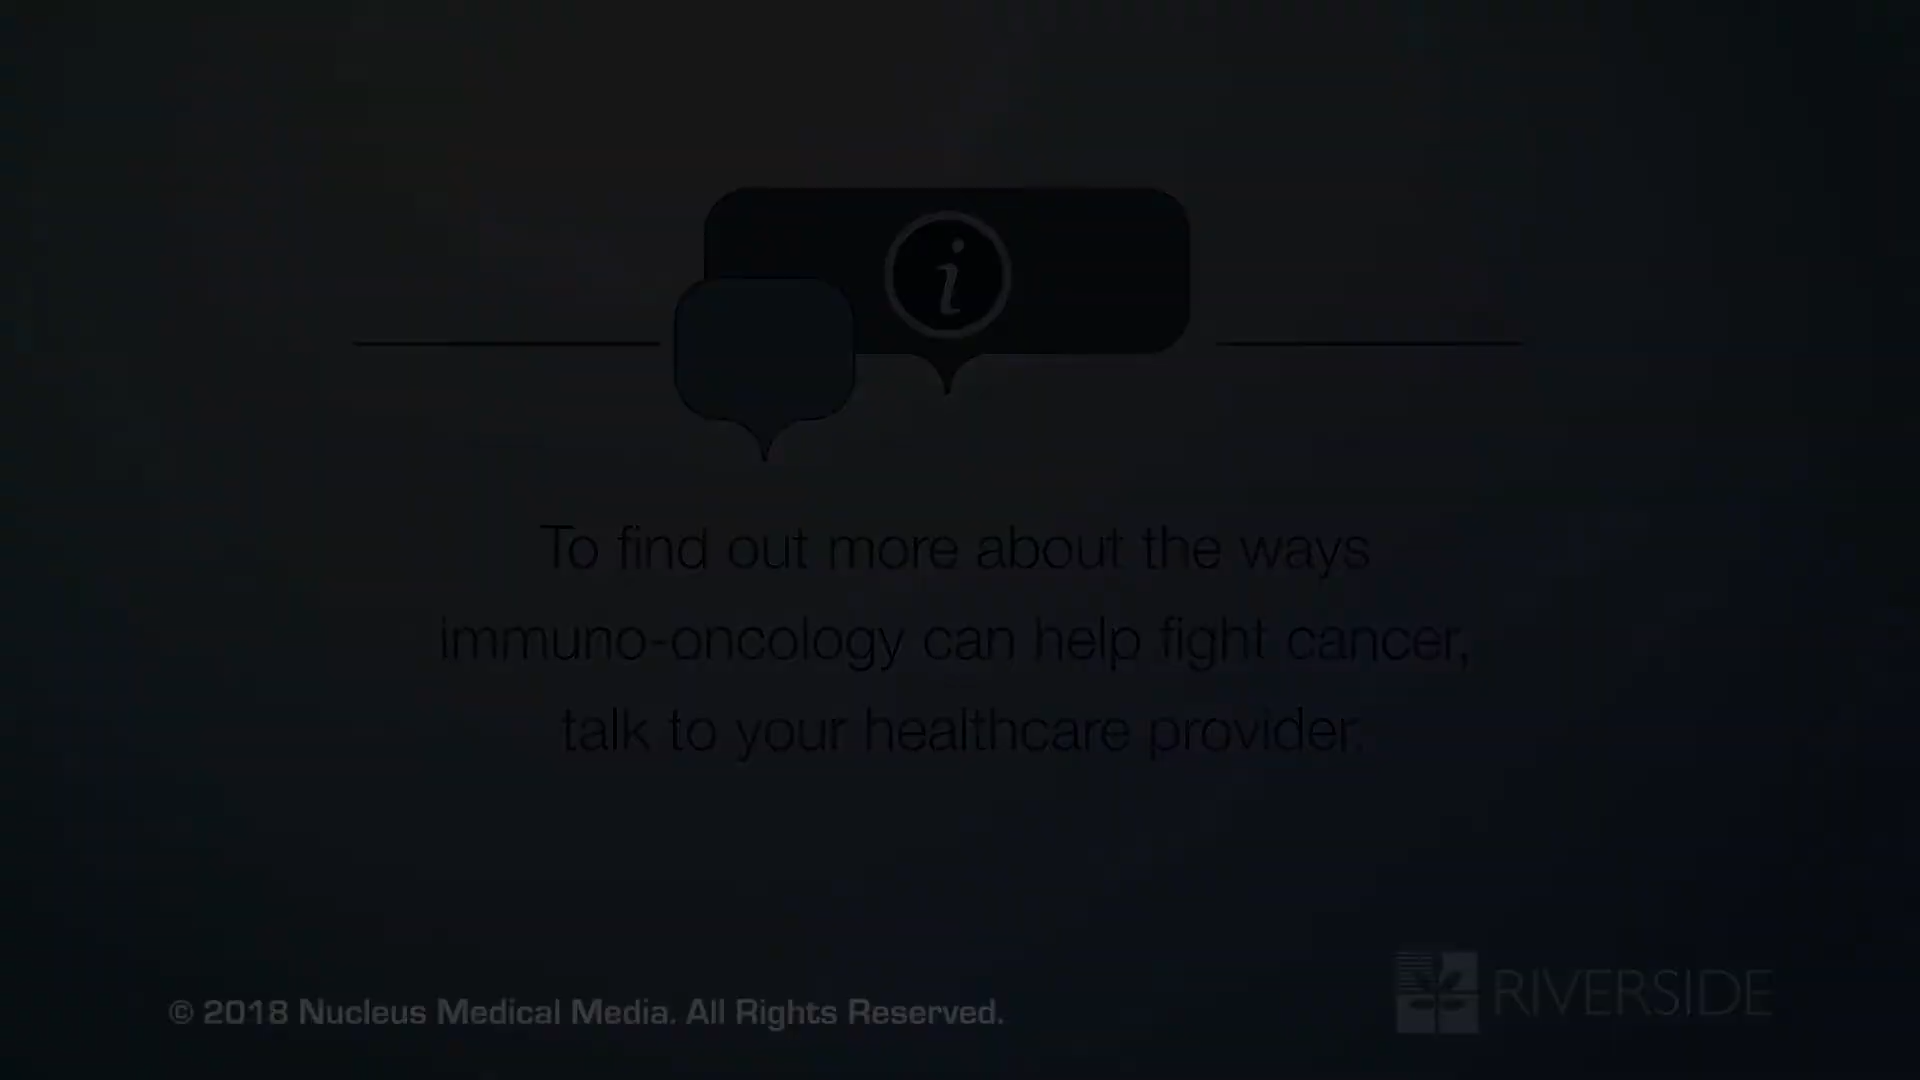 i
To find out more about the ways
immuno-oncology can help fight cancer,
talk to your healthcare provider.
© 2018 Nucleus Medical Media. All Rights Reserved.
RIVERSIDE